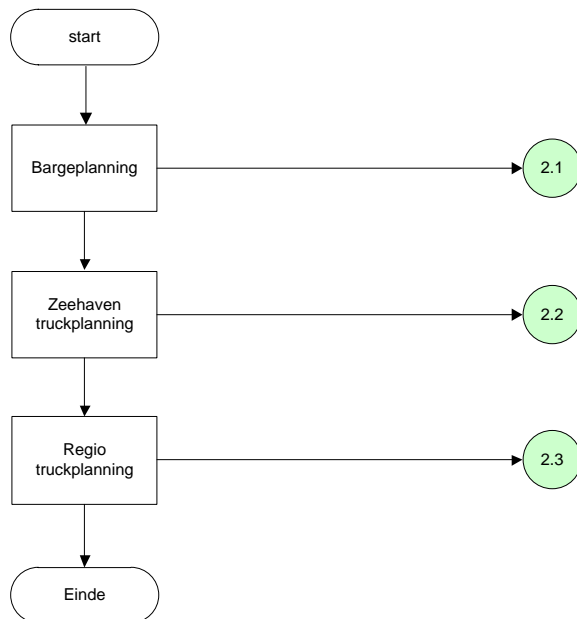 start
Bargeplanning
2.1
Zeehaven
truckplanning
2.2
Regio
truckplanning
2.3
Einde